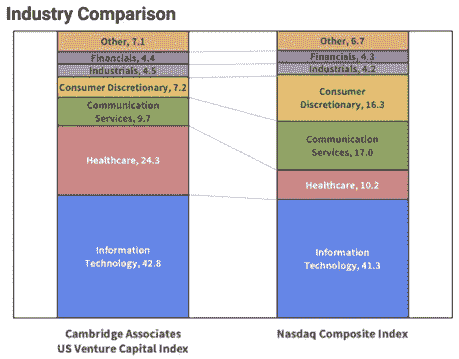 Industry Comparison
Other, 7.1
Financials, 4.4
Industrials, 4.5
Consumer Discretionary, 7.2
Communication
Services, 9.7
Healthcare, 24.3
Information
Technology, 42.8
Cambridge Associates
US Venture Capital Index
Other, 6.7
Financials, 4.3
Industrials, 4.2
Consumer
Discretionary, 16.3
Communication
Services, 17.0
Healthcare, 10.2
Information
Technology, 41.3
Nasdaq Composite Index